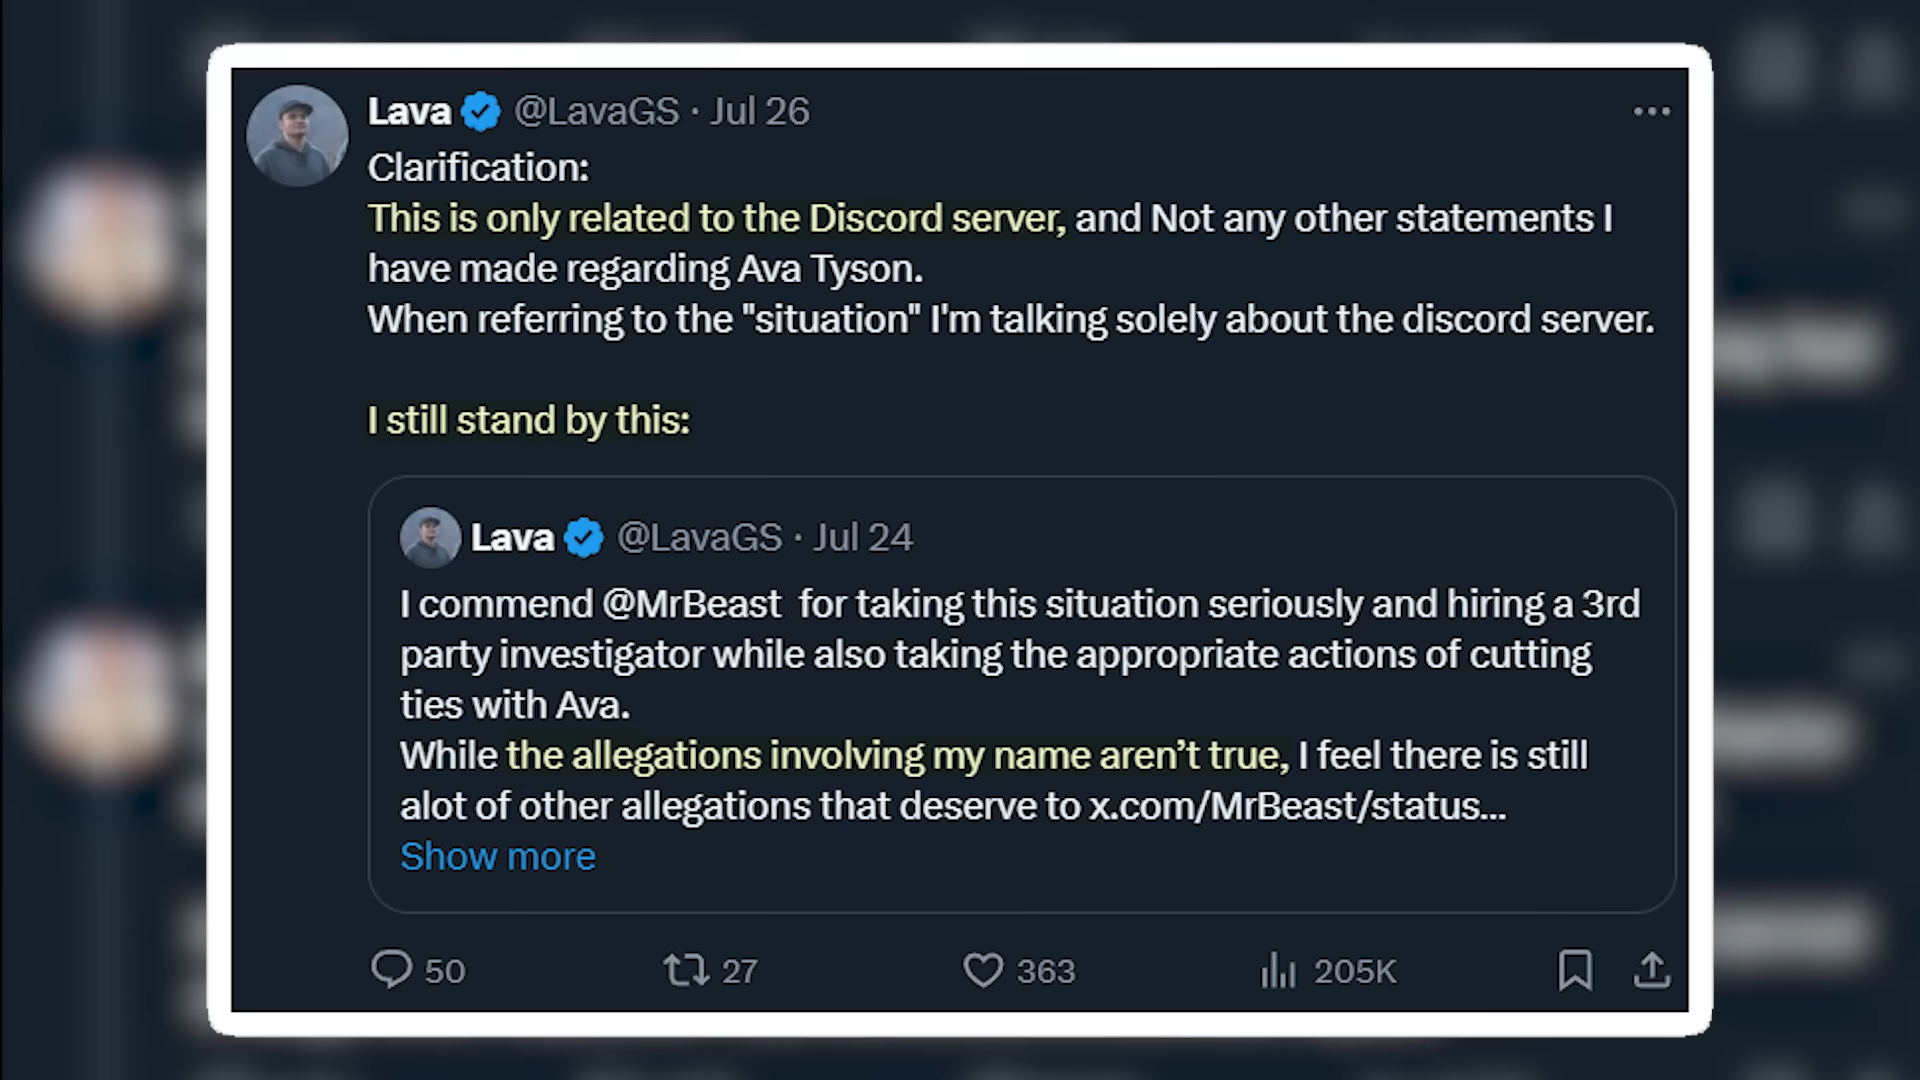 Lava @LavaGS · Jul 26
Clarification:
This is only related to the Discord server, and Not any other statements I
have made regarding Ava Tyson.
When referring to the "situation" I'm talking solely about the discord server.
I still stand by this:
Lava @LavaGS · Jul 24
I commend @MrBeast for taking this situation seriously and hiring a 3rd
party investigator while also taking the appropriate actions of cutting
ties with Ava.
While the allegations involving my name aren’t true, I feel there is still
alot of other allegations that deserve to x.com/MrBeast/status...
Show more
50 27 363 205K